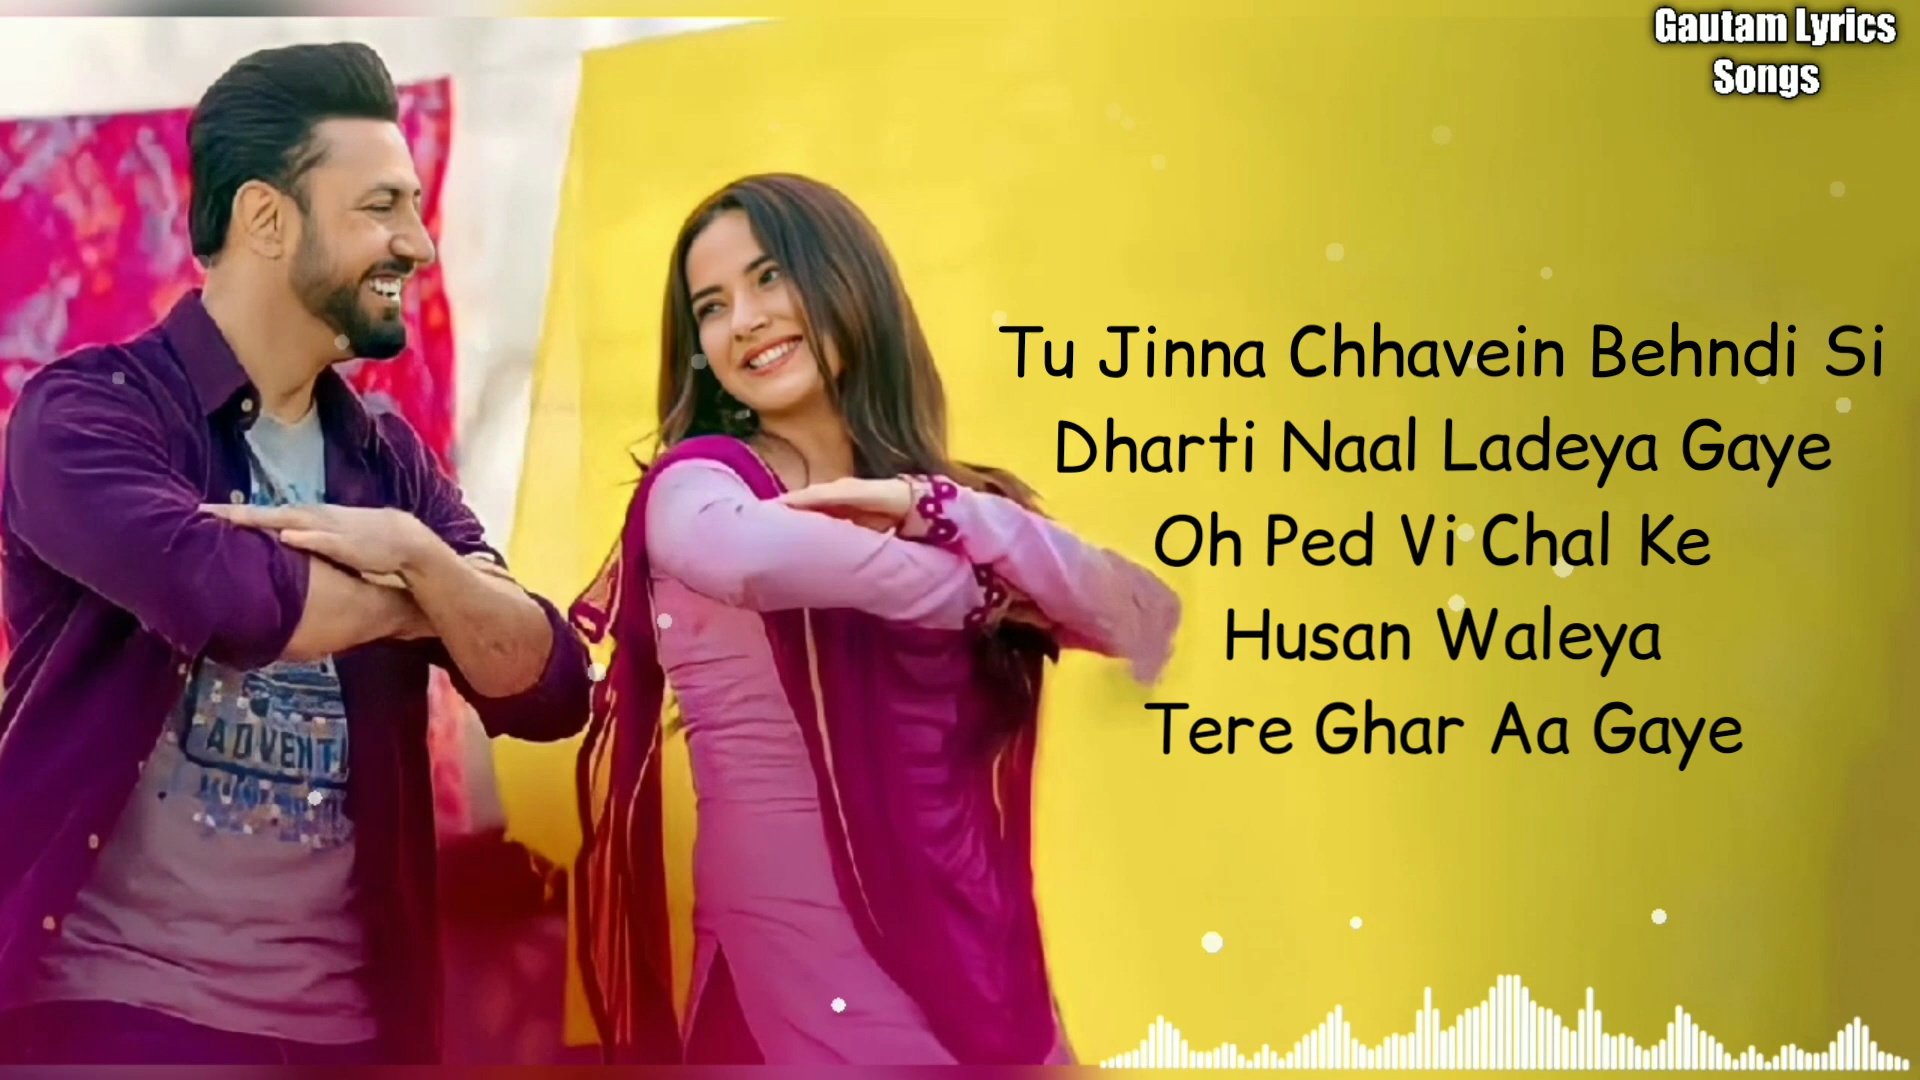 Gautam Lyrics
Songs
Tu Jinna Chhavein Behndi Si
Dharti Naal Ladeya Gaye
Oh Ped Vi Chal Ke
Husan Waleya
Tere Ghar Aa Gaye
ADVENT